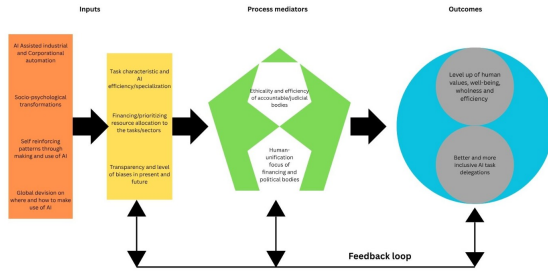 Inputs
Process mediators
Outcomes
AI Assisted industrial
and Corporational
automation
Socio-psychological
transformations
Self reinforcing
patterns through
making and use of AI
Global devision on
where and how to make
use of AI
Task characteristic and
AI
efficiency/specialization
Financing/prioritizing
resource allocation to
the tasks/sectors
Transparency and level
of biases in present and
future
Ethicality and efficiency
of accountable/judicial
bodies
Human-
unification
focus of
financing and
political bodies
Level up of human
values, well-being,
wholness and
efficiency
Better and more
inclusive AI task
delegations
Feedback loop